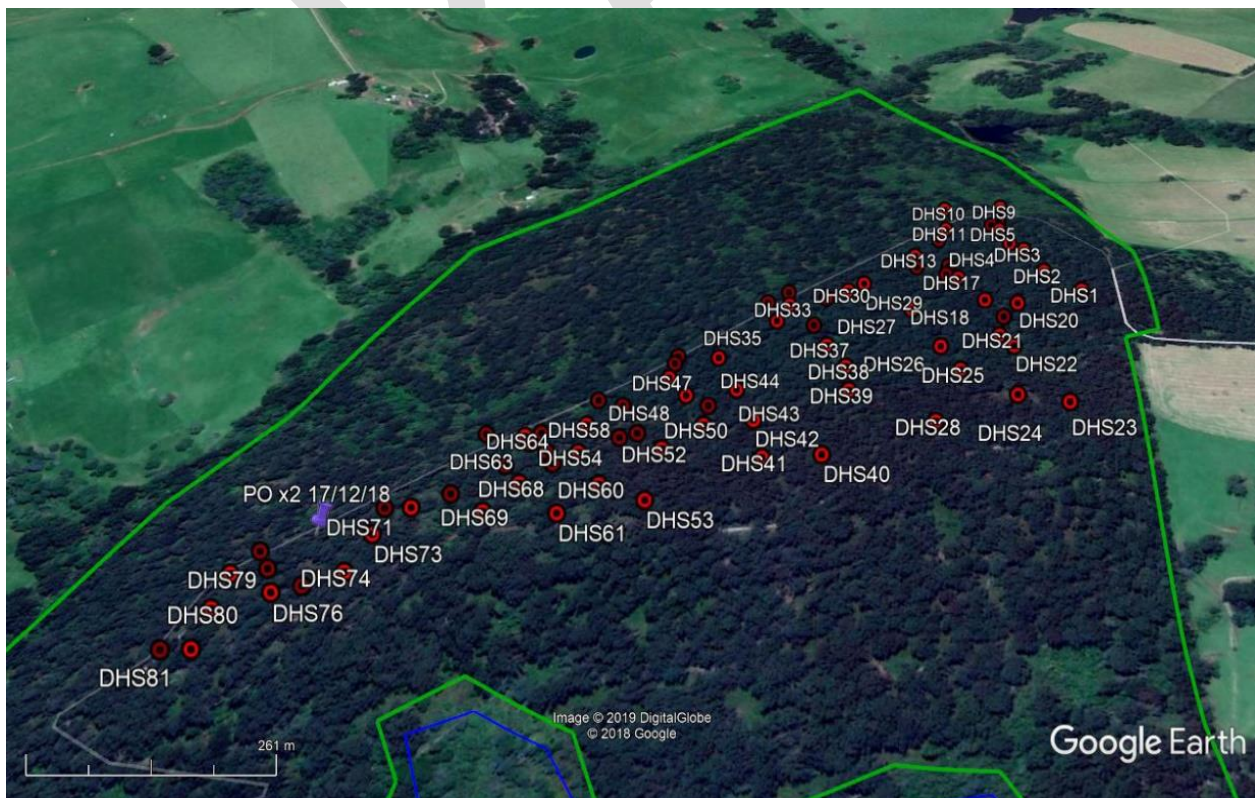 DHS10
DHS9
DHS11
DHS5
DHS13
DHS4
DHS3
DHS17
DHS2
DHS1
DHS30
DHS29
DHS33
DHS27
DHS18
DHS20
DHS35
DHS37
DHS21
DHS26
DHS22
DHS47
DHS44
DHS38
DHS25
DHS39
DHS48
DHS43
DHS23
DHS58
DHS50
DHS28
DHS24
DHS64
DHS42
DHS52
DHS54
DHS41
DHS63
DHS40
DHS68
DHS60
PO x2 17/12/18
DHS69
DHS53
DHS71
DHS61
DHS73
DHS79
DHS74
DHS76
DHS80
DHS81
Image © 2019 DigitalGlobe
© 2018 Google
261 m
Google Earth